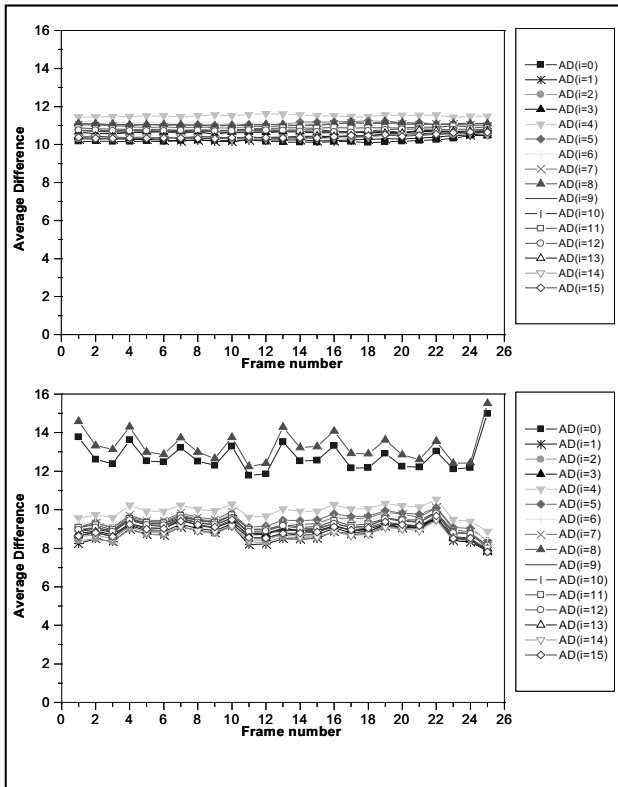 16
14
12
10
8
6
4
2
0
Average Difference
0 2 4 6 8 10 12 14 16 18 20 22 24 26
Frame number
AD(i=0)
AD(i=1)
AD(i=2)
AD(i=3)
AD(i=4)
AD(i=5)
AD(i=6)
AD(i=7)
AD(i=8)
AD(i=9)
AD(i=10)
AD(i=11)
AD(i=12)
AD(i=13)
AD(i=14)
AD(i=15)
16
14
12
10
8
6
4
2
0
Average Difference
0 2 4 6 8 10 12 14 16 18 20 22 24 26
Frame number
AD(i=0)
AD(i=1)
AD(i=2)
AD(i=3)
AD(i=4)
AD(i=5)
AD(i=6)
AD(i=7)
AD(i=8)
AD(i=9)
AD(i=10)
AD(i=11)
AD(i=12)
AD(i=13)
AD(i=14)
AD(i=15)